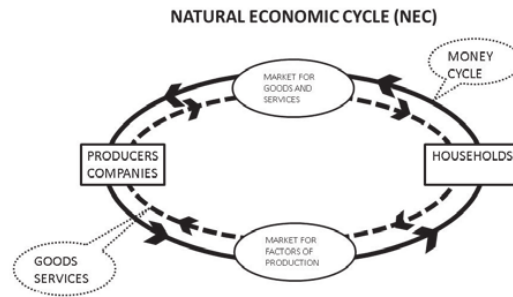 NATURAL ECONOMIC CYCLE (NEC)
MONEY
CYCLE
MARKET FOR
GOODS AND
SERVICES
PRODUCERS
COMPANIES
HOUSEHOLDS
GOODS
SERVICES
MARKET FOR
FACTORS OF
PRODUCTION